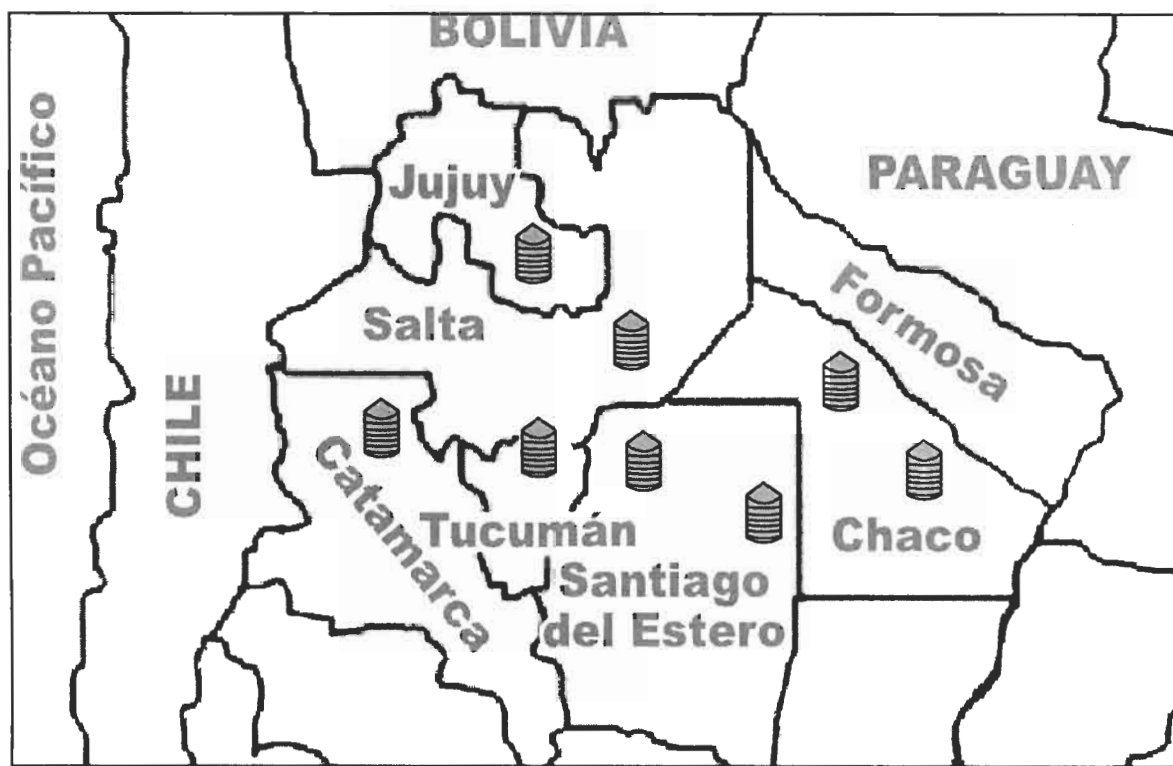 BOLIVIA
Océano Pacífico
PARAGUAY
Jujuy
Formosa
Salta
CHILE
Catamarca
Tucumán
Chaco
Santiago
del Estero